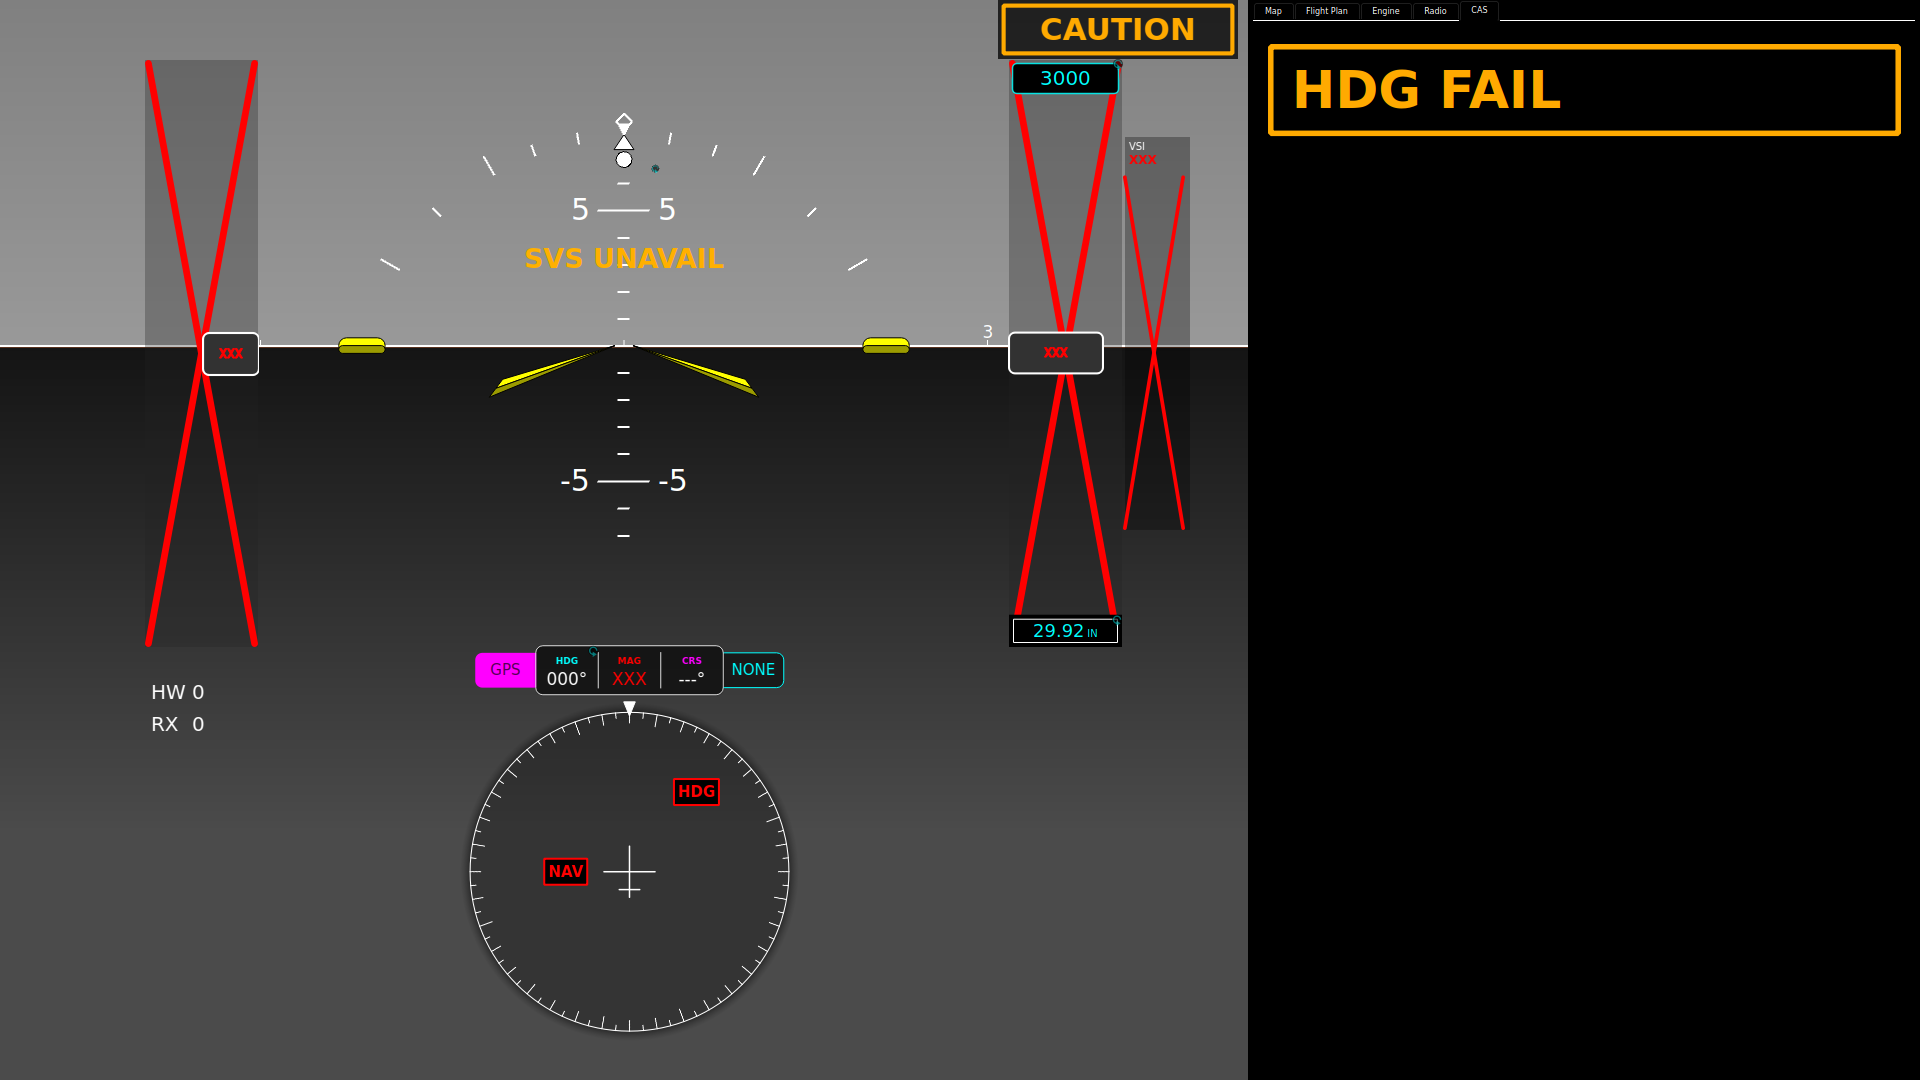 CAUTION
3000
VSI
XXX
5 5
SVS UNAVAIL
3
XXX
XXX
-5 -5
29.92 IN
GPS
HDG
000°
MAG
XXX
CRS
---°
NONE
HW 0
RX 0
HDG
NAV
Map
Flight Plan
Engine
Radio
CAS
HDG FAIL